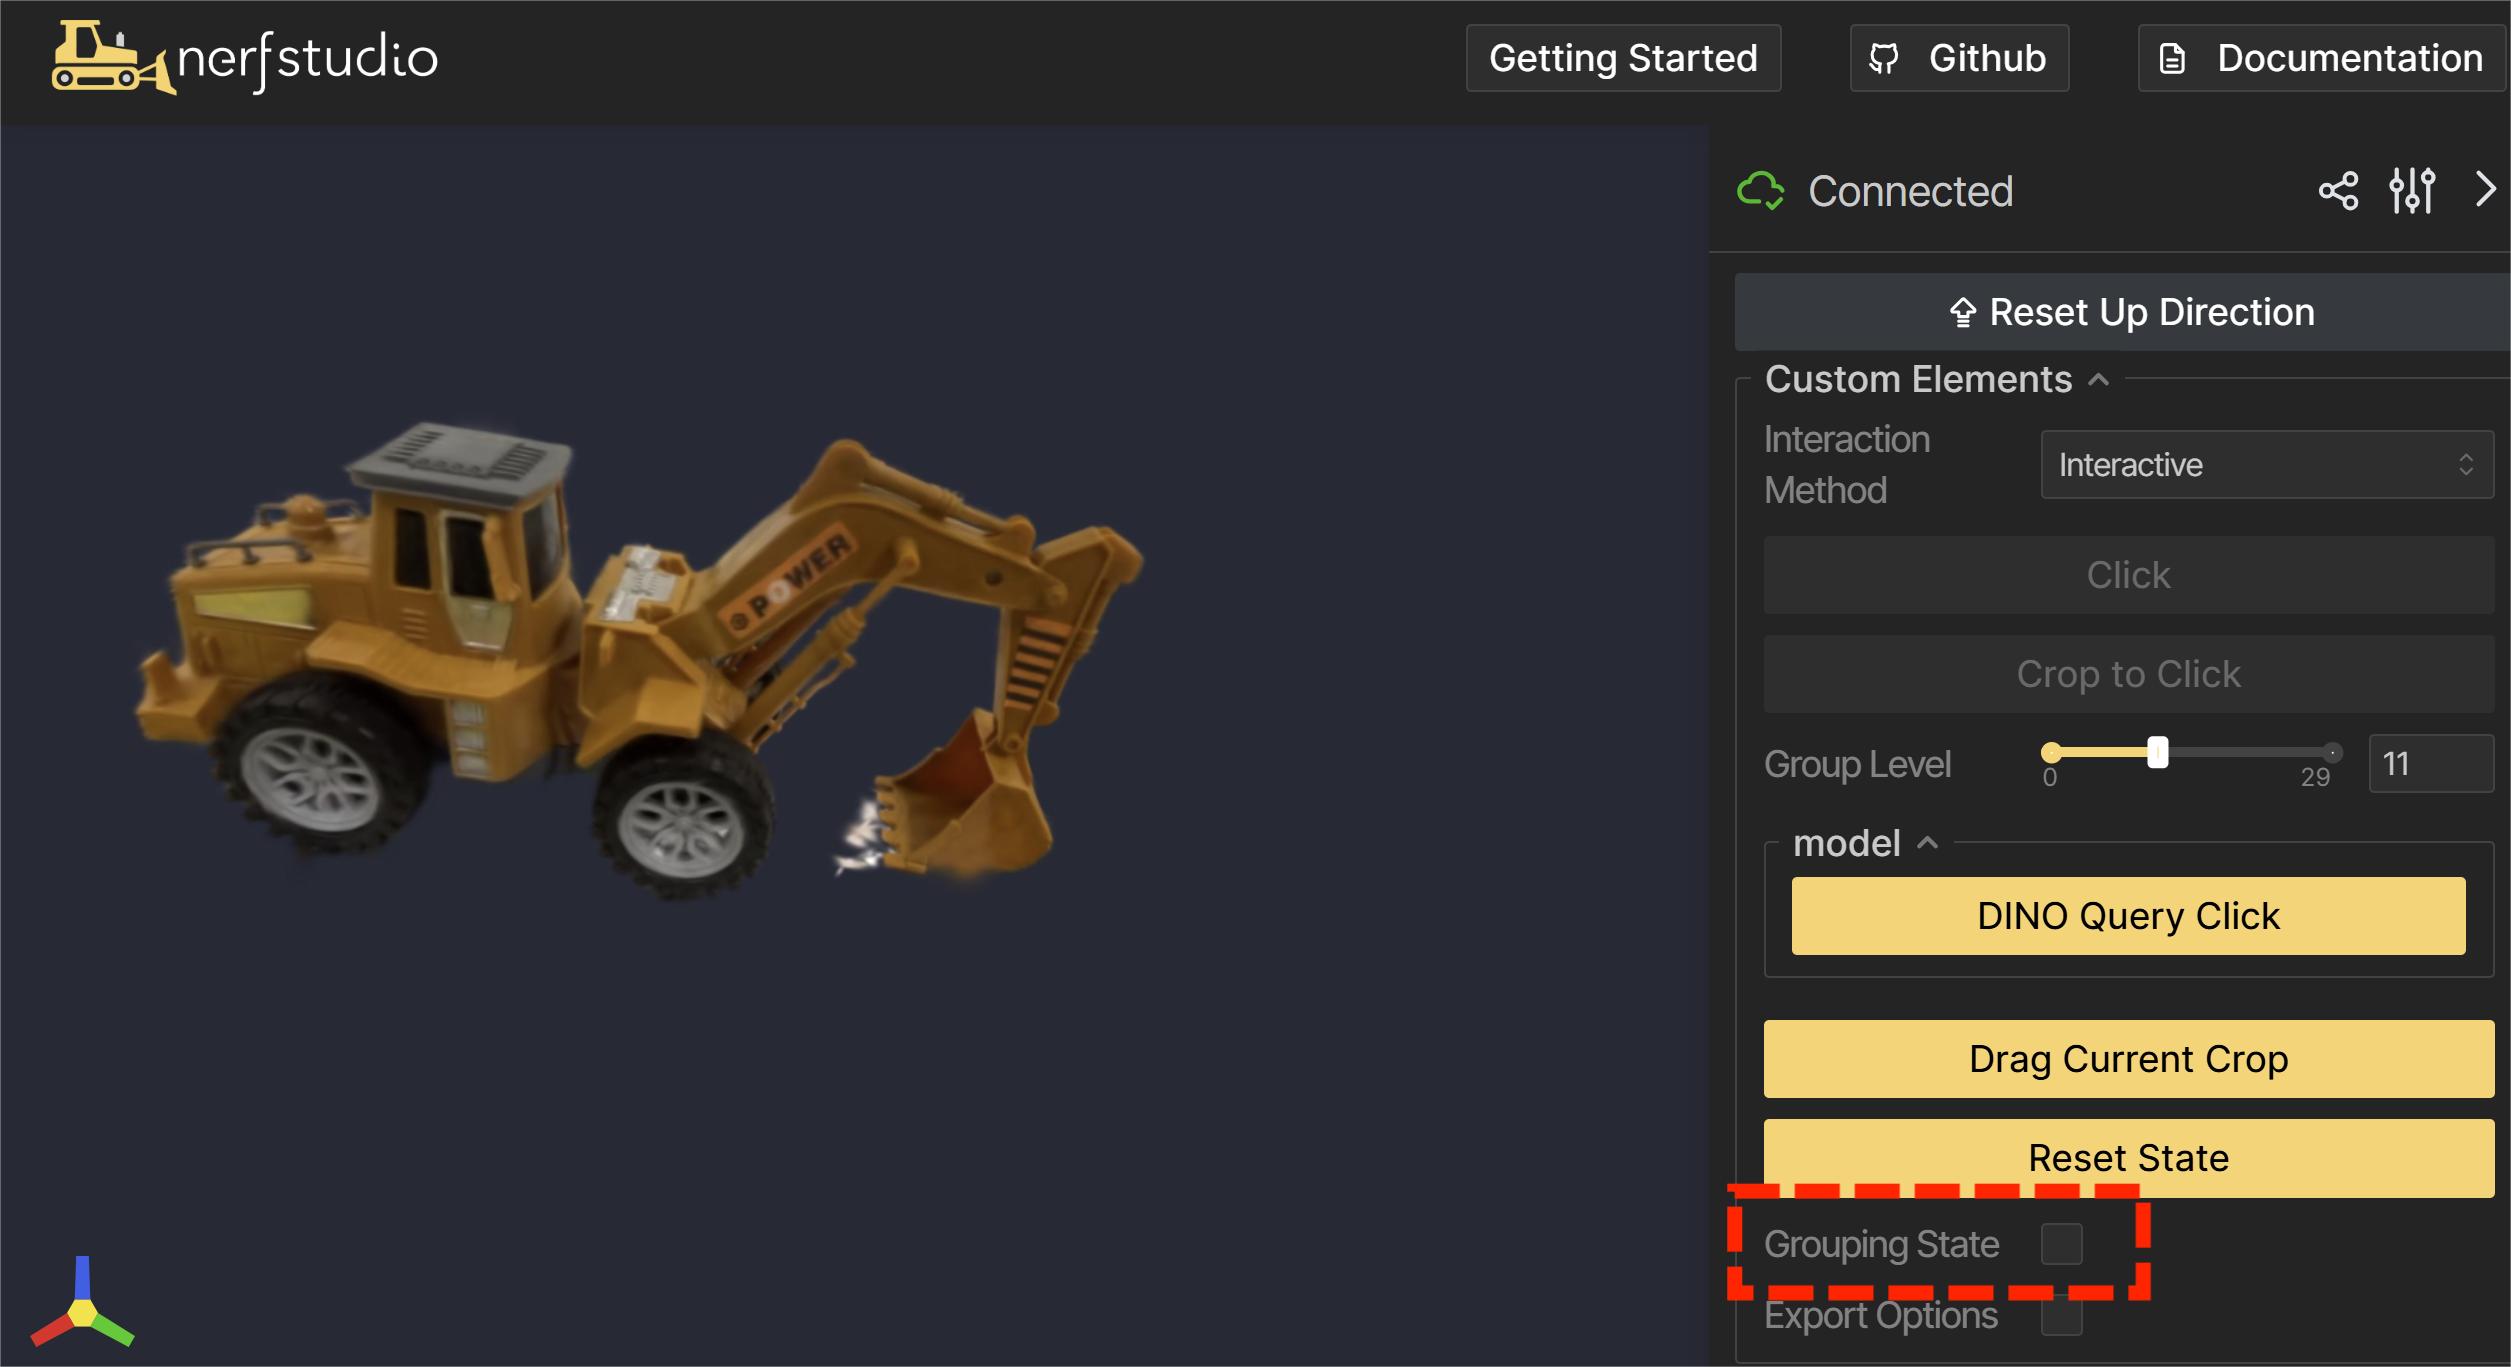 nerfstudio
Getting Started
Github
Documentation
Connected
Reset Up Direction
Custom Elements
Interaction
Method
Interactive
Click
Crop to Click
Group Level
0
29
11
model
DINO Query Click
Drag Current Crop
Reset State
Grouping State
Export Options
POWER